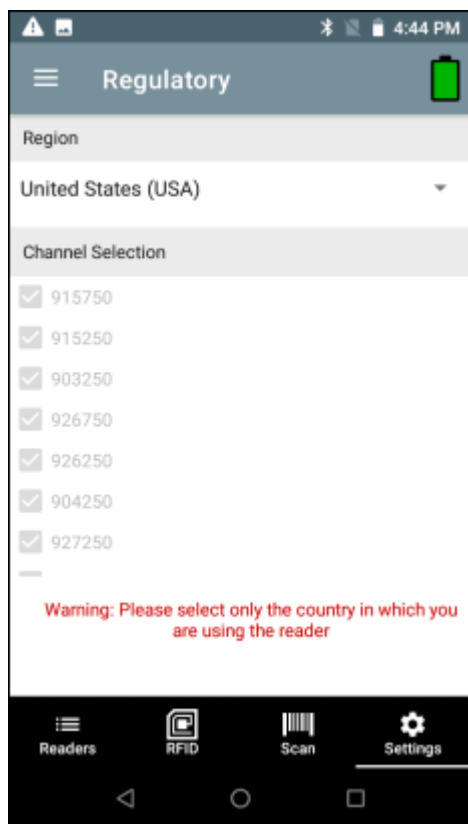 4:44 PM
Regulatory
Region
United States (USA)
Channel Selection
915750
915250
903250
926750
926250
904250
927250
Warning: Please select only the country in which you
are using the reader
Readers
RFID
Scan
Settings